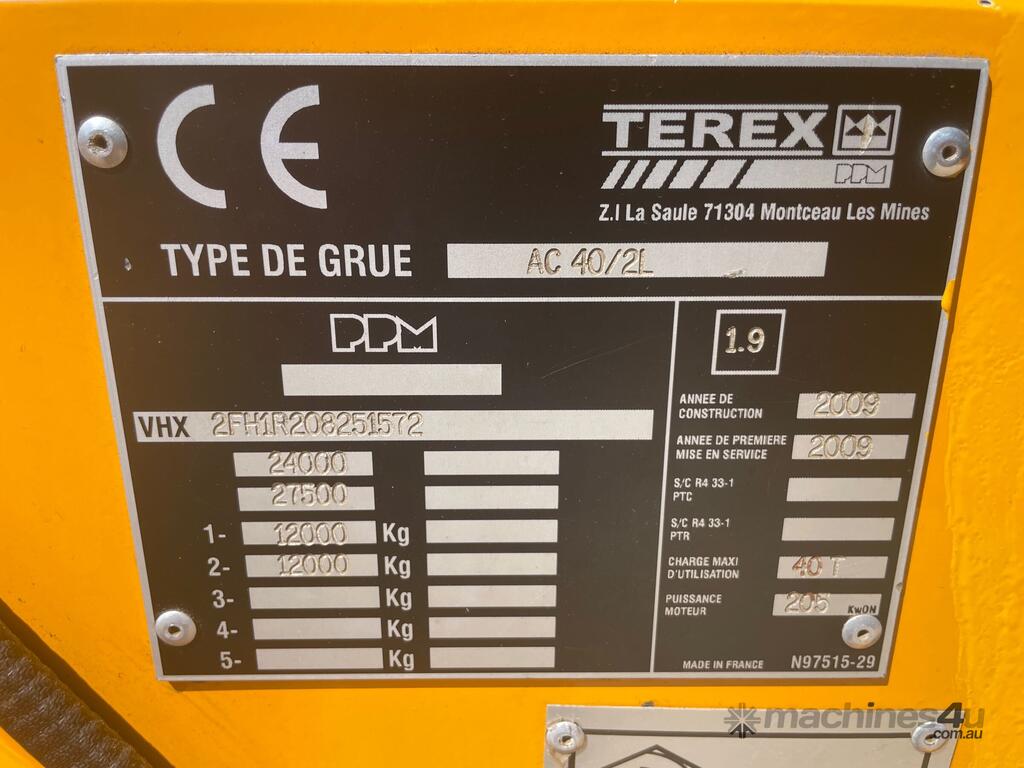 CE
TEREX
PPM
Z.I La Saule 71304 Montceau Les Mines
TYPE DE GRUE AC 40/2L
PPM
VHX 2FH1R208251572
24000
27500
1- 12000 Kg
2- 12000 Kg
3- Kg
4- Kg
5- Kg
1.9
ANNEE DE
CONSTRUCTION 2009
ANNEE DE PREMIERE
MISE EN SERVICE 2009
S/C R4 33-1
PTC
S/C R4 33-1
PTR
CHARGE MAXI
D'UTILISATION 40 T
PUISSANCE
MOTEUR 205 KwON
MADE IN FRANCE N97515-29
machines4u
.com.au